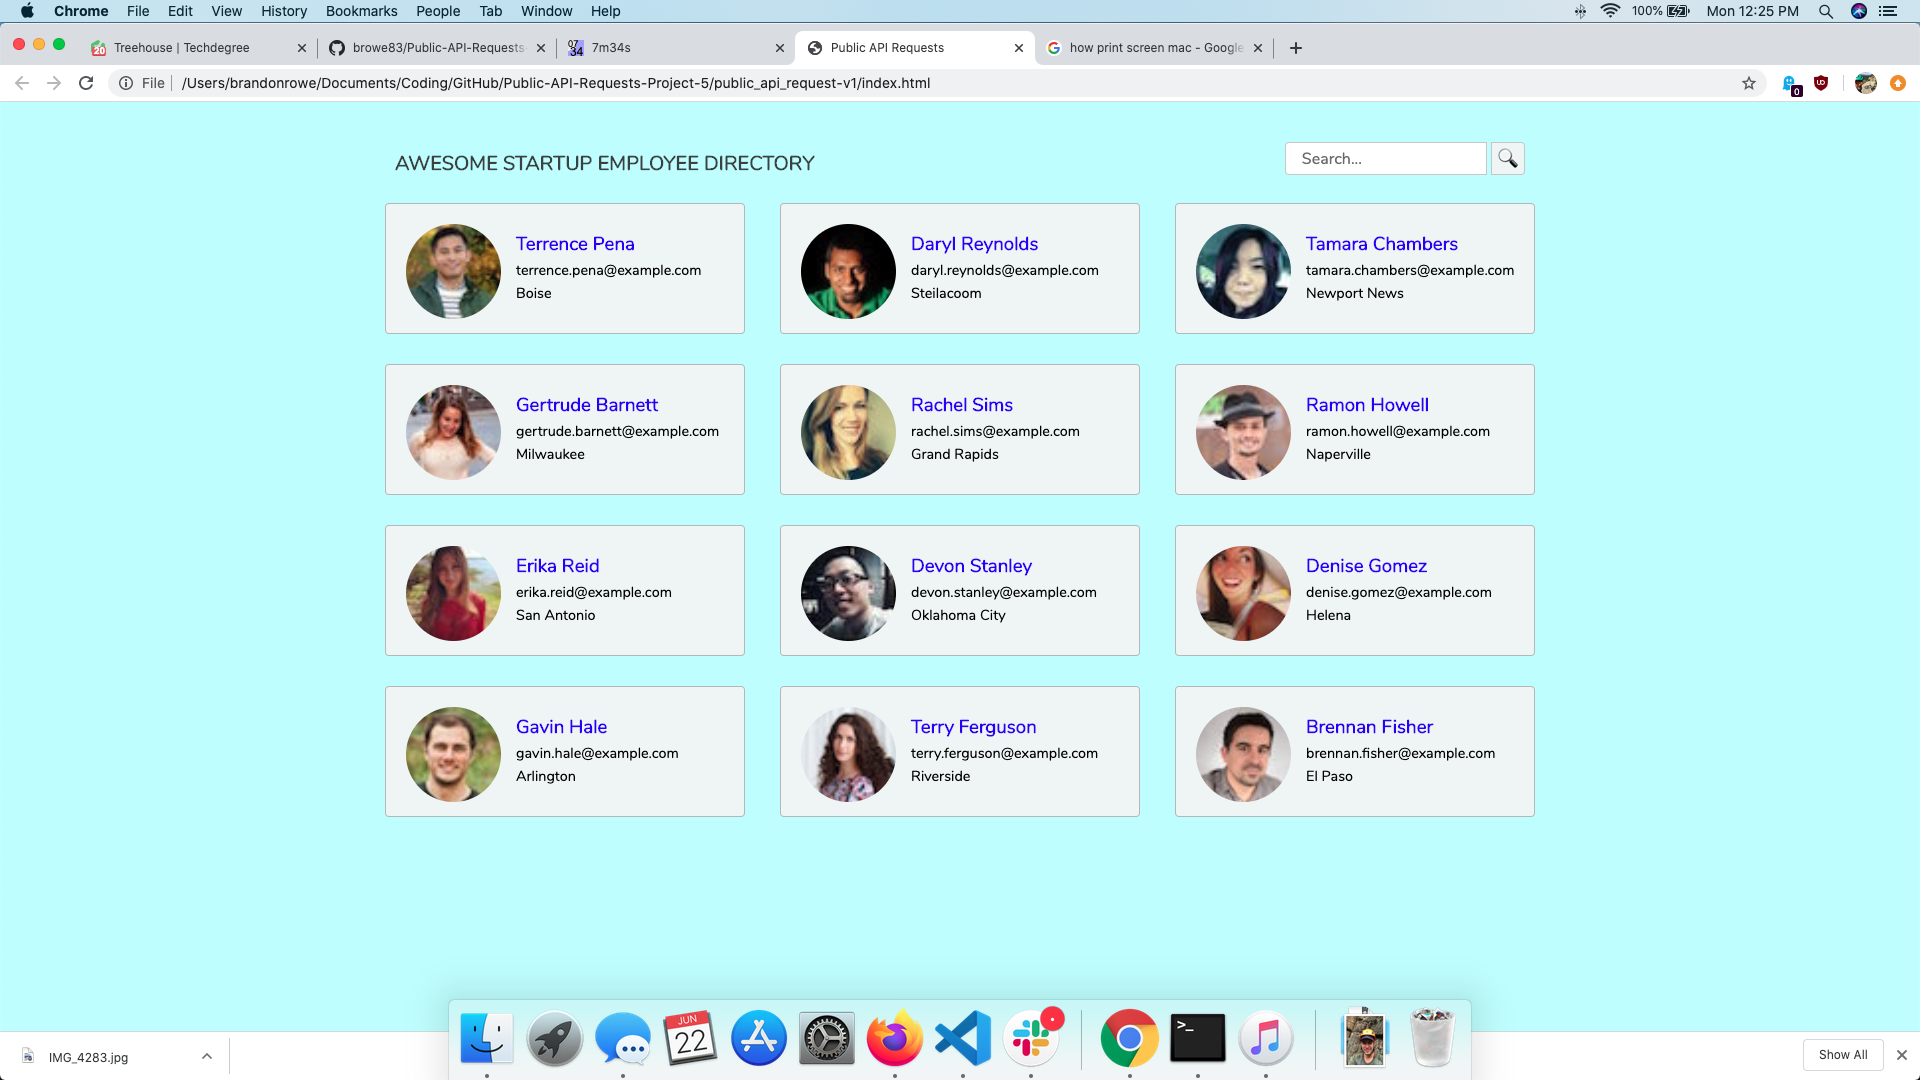 Chrome File Edit View History Bookmarks People Tab Window Help 100% Mon 12:25 PM
Treehouse | Techdegree browe83/Public-API-Requests- 7m34s Public API Requests how print screen mac - Google
File /Users/brandonrowe/Documents/Coding/GitHub/Public-API-Requests-Project-5/public_api_request-v1/index.html
AWESOME STARTUP EMPLOYEE DIRECTORY
Search...
Terrence Pena
terrence.pena@example.com
Boise
Daryl Reynolds
daryl.reynolds@example.com
Steilacoom
Tamara Chambers
tamara.chambers@example.com
Newport News
Gertrude Barnett
gertrude.barnett@example.com
Milwaukee
Rachel Sims
rachel.sims@example.com
Grand Rapids
Ramon Howell
ramon.howell@example.com
Naperville
Erika Reid
erika.reid@example.com
San Antonio
Devon Stanley
devon.stanley@example.com
Oklahoma City
Denise Gomez
denise.gomez@example.com
Helena
Gavin Hale
gavin.hale@example.com
Arlington
Terry Ferguson
terry.ferguson@example.com
Riverside
Brennan Fisher
brennan.fisher@example.com
El Paso
JUN
22
IMG_4283.jpg
Show All